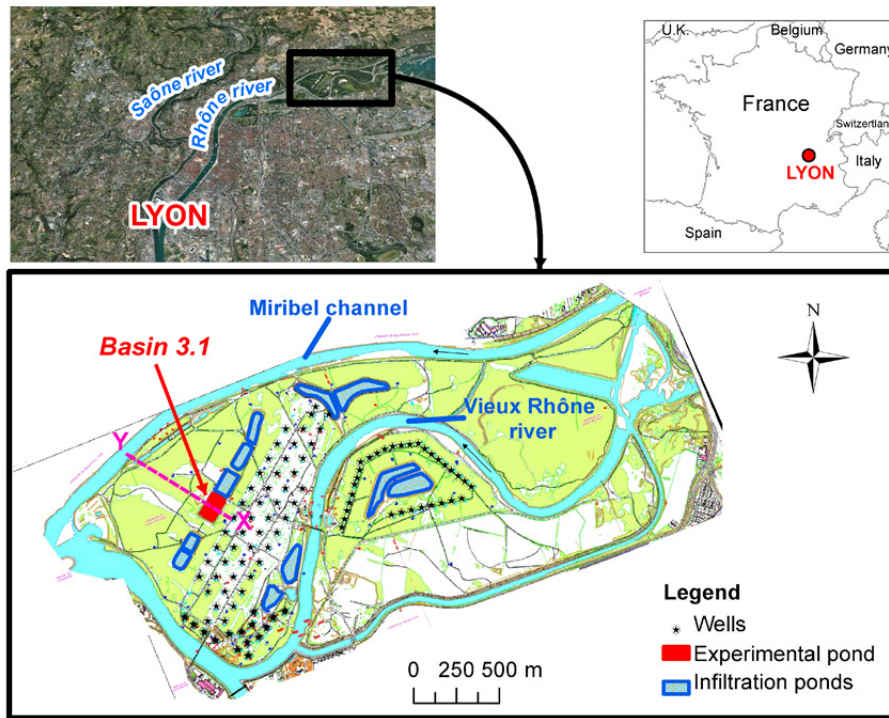 Saône river
Rhône river
LYON
U.K.
Belgium
Germany
France
Switzertland
LYON
Italy
Spain
Miribel channel
Basin 3.1
Vieux Rhône
river
N
Y
X
Legend
Wells
Experimental pond
Infiltration ponds
0 250 500 m